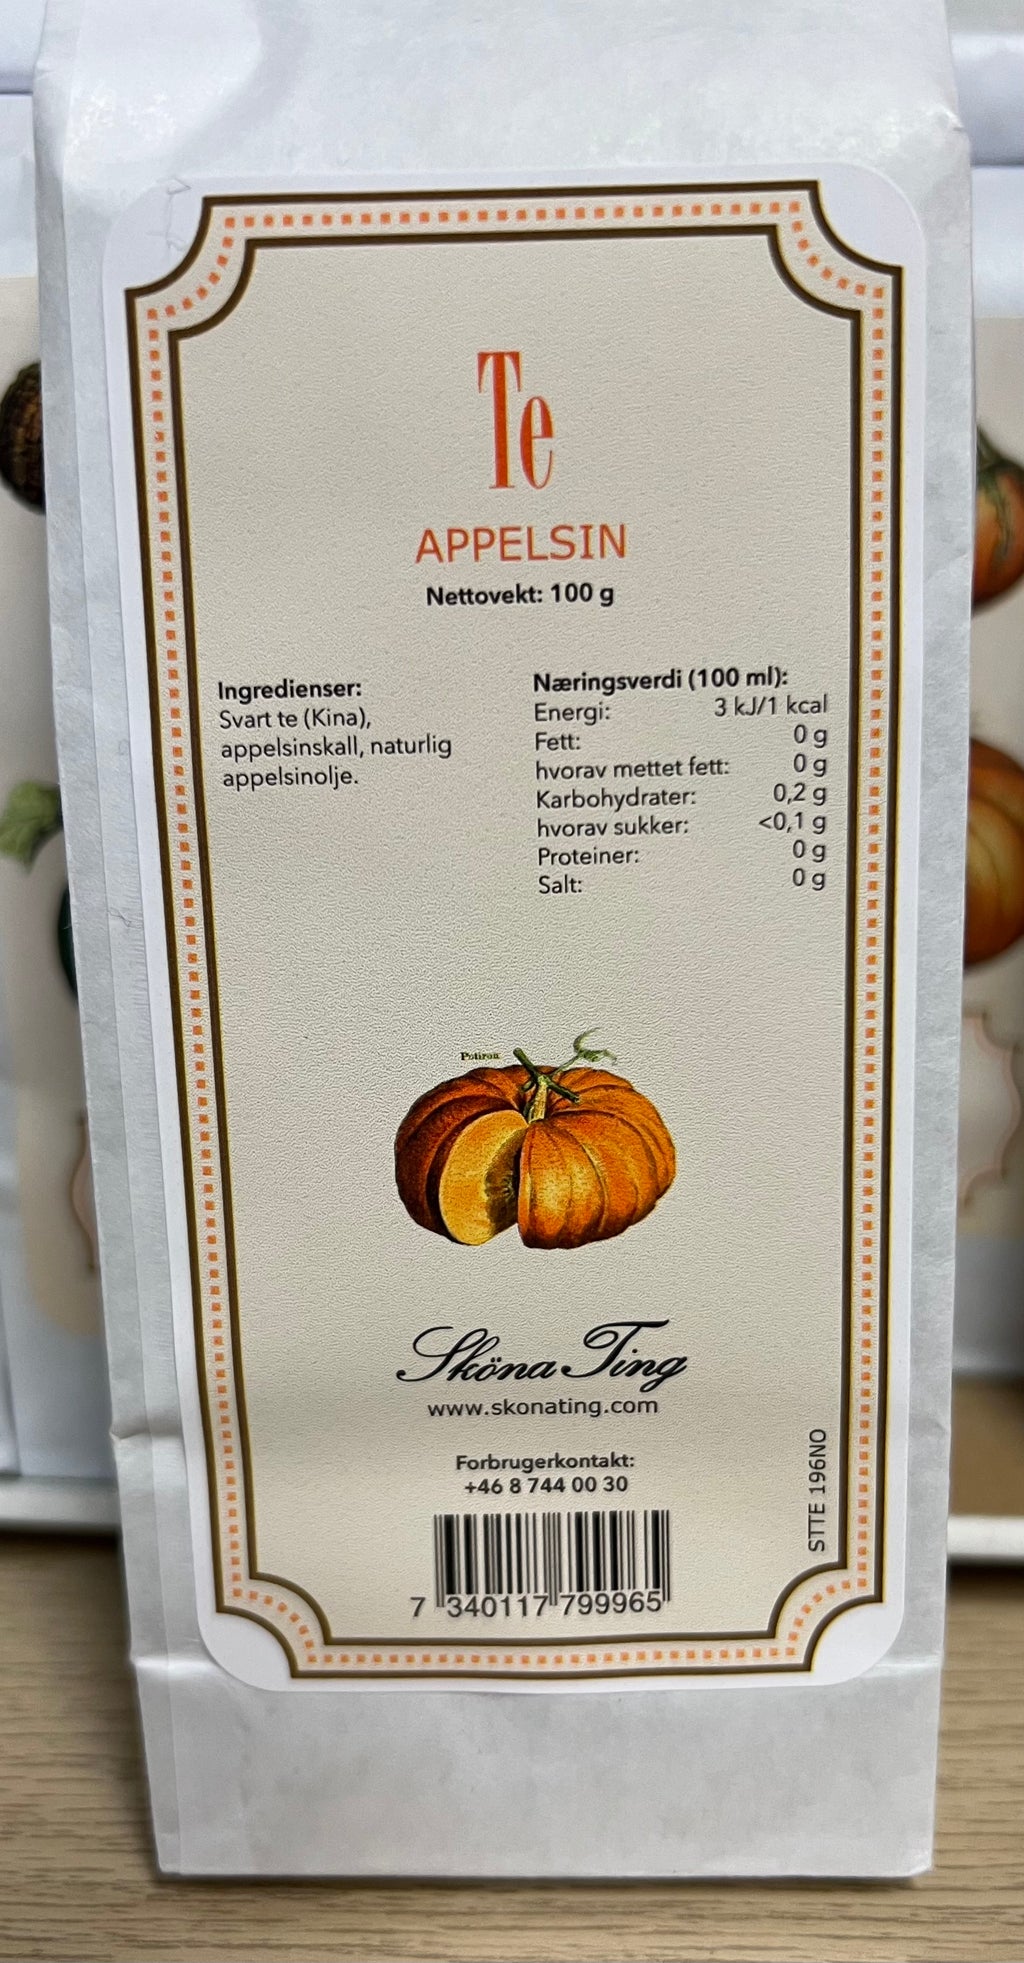 Te
APPELSIN
Nettovekt: 100 g
Ingredienser:
Svart te (Kina),
appelsinskall, naturlig
appelsinolje.
Næringsverdi (100 ml):
Energi: 3 kJ/1 kcal
Fett: 0 g
hvorav mettet fett: 0 g
Karbohydrater: 0,2 g
hvorav sukker: <0,1 g
Proteiner: 0 g
Salt: 0 g
Potiron
Sköna Ting
www.skonating.com
Forbrugerkontakt:
+46 8 744 00 30
7 340117 799965
STTE 196NO